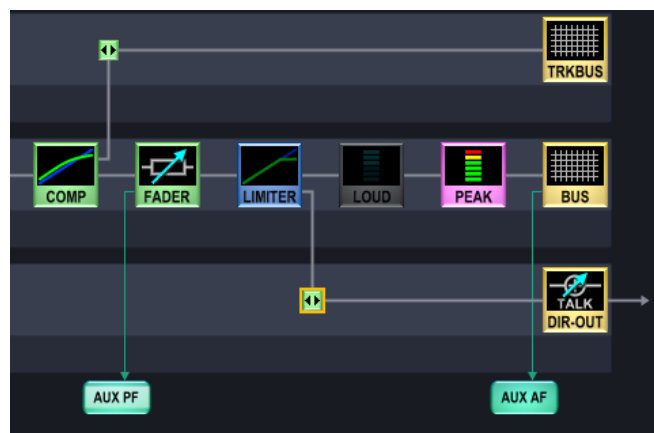 TRKBUS
COMP
FADER
LIMITER
LOUD
PEAK
BUS
TALK
DIR-OUT
AUX PF
AUX AF